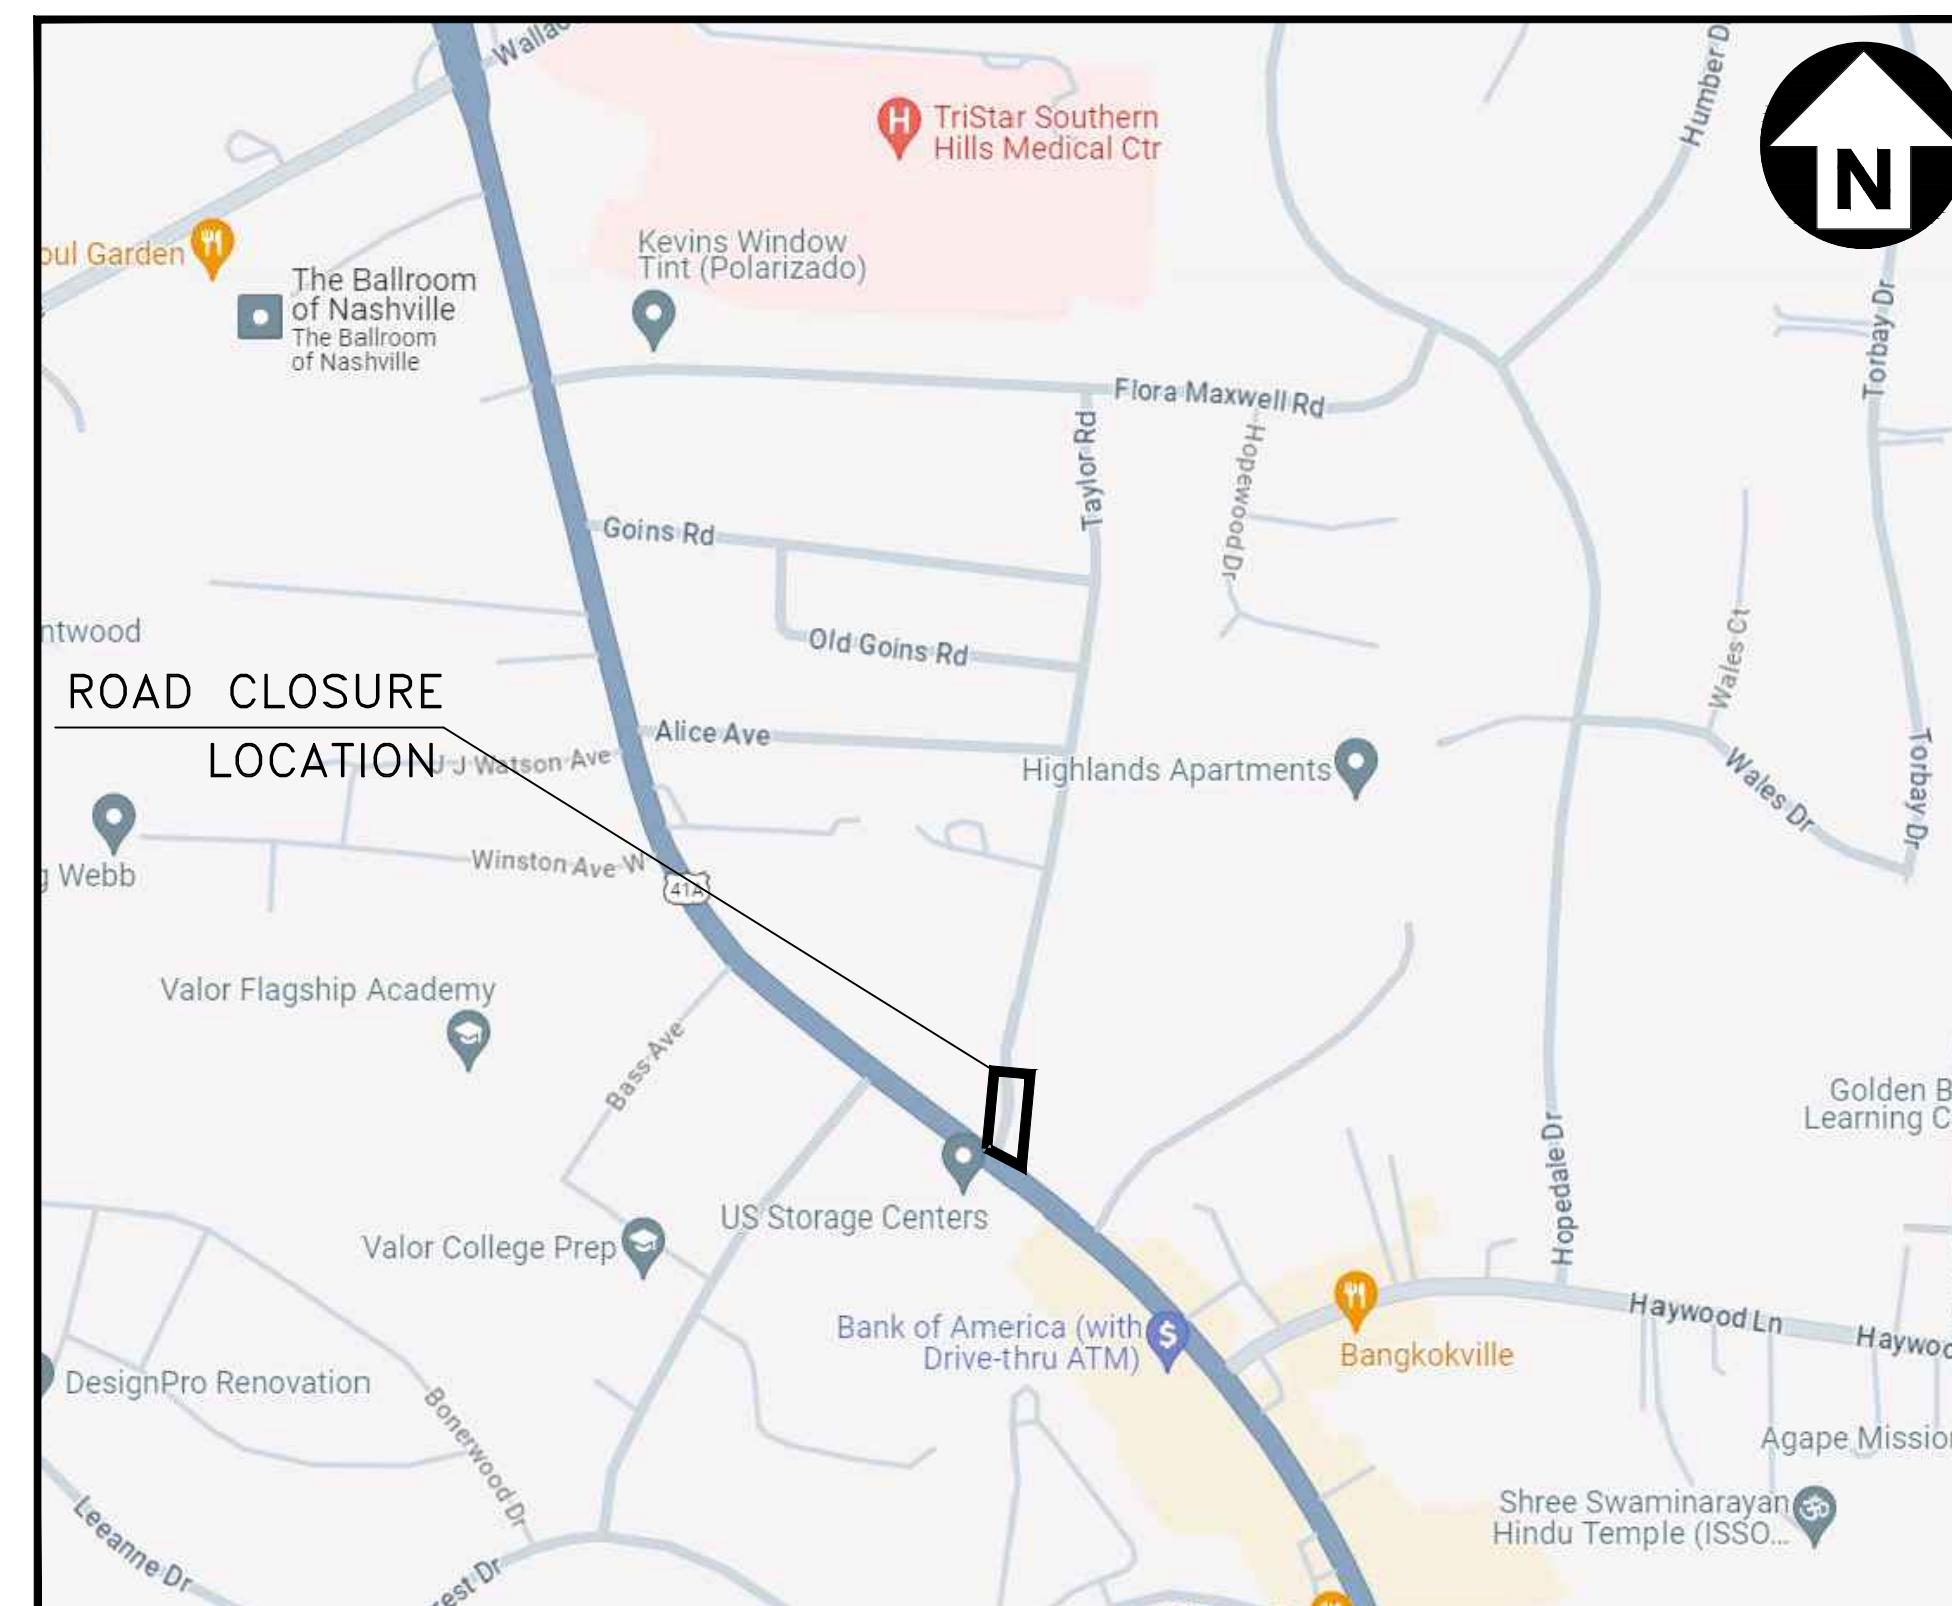 Wallac
Humber D
TriStar Southern
Hills Medical Ctr
N
oul Garden
Kevins Window
Tint (Polarizado)
The Ballroom
of Nashville
The Ballroom
of Nashville
Torbay Dr
Flora Maxwell Rd
Taylor Rd
Hopewood Dr
Goins Rd
ntwood
Old Goins Rd
Wales Ct
ROAD CLOSURE
LOCATION
Alice Ave
J J Watson Ave
Highlands Apartments
Wales Dr
Torbay Dr
g Webb
Winston Ave W
41A
Valor Flagship Academy
Bass Ave
Golden B
Learning C
Hopedale Dr
US Storage Centers
Valor College Prep
Haywood Ln
Haywoo
Bank of America (with
Drive-thru ATM)
Bangkokville
DesignPro Renovation
Bonerwood Dr
Agape Mission
Shree Swaminarayan
Hindu Temple (ISSO...
Leeanne Dr
rest Dr